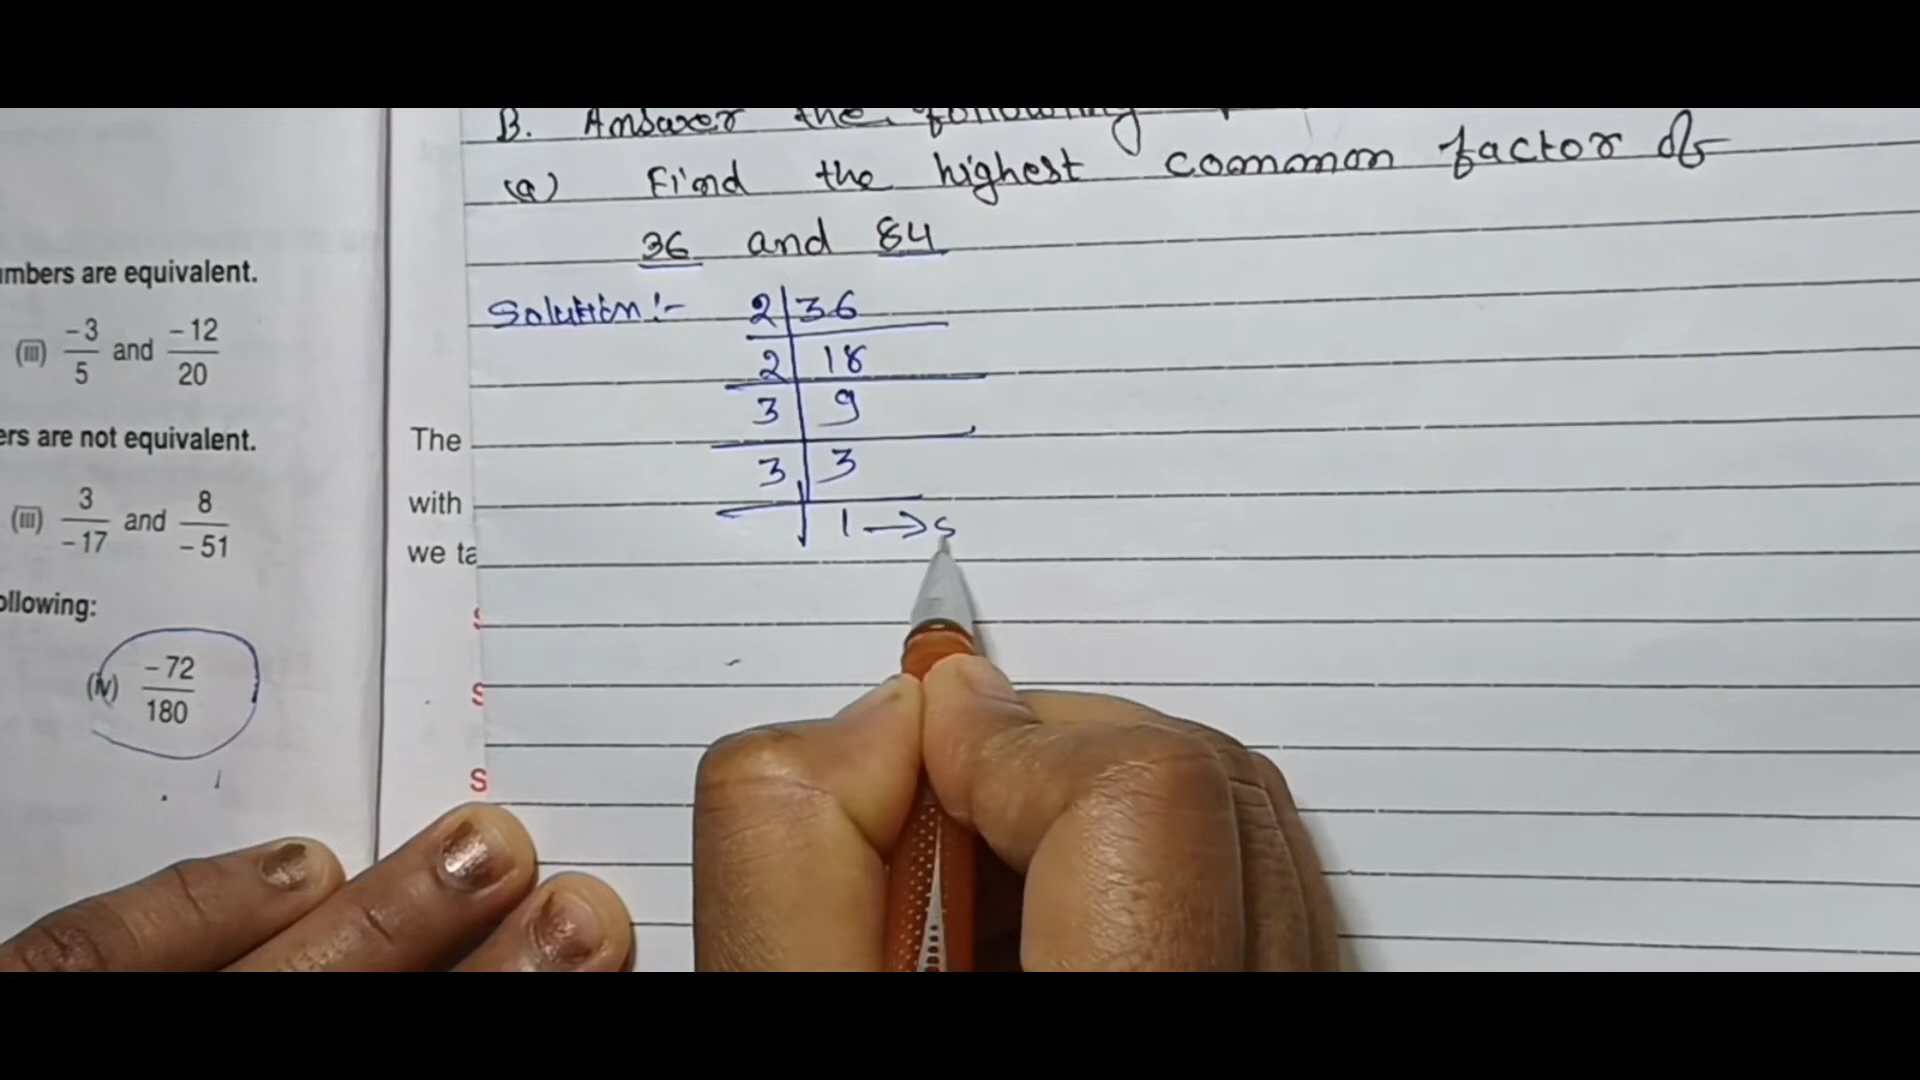 umbers are equivalent.
(iii) -3/5 and -12/20
ers are not equivalent.
(iii) 3/-17 and 8/-51
ollowing:
(iv) -72/180
The
with
we ta
S
S
B. Answer the following
(a) Find the highest common factor of
36 and 84
Solution:- 2|36
2|18
3|9
3|3
1→s